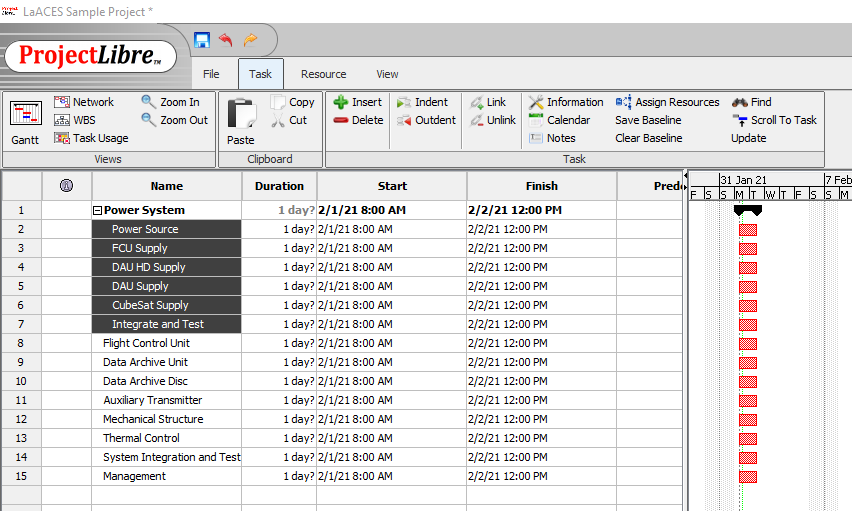 Project Libre LaACES Sample Project *
ProjectLibre™
File Task Resource View
Gantt
Network
WBS
Task Usage
Zoom In
Zoom Out
Views
Paste
Copy
Cut
Clipboard
Insert
Delete
Indent
Outdent
Link
Unlink
Information
Calendar
Notes
Assign Resources
Save Baseline
Clear Baseline
Find
Scroll To Task
Update
Task
Name Duration Start Finish Prede
31 Jan 21 7 Feb
F S S M T W T F S S M
1 Power System 1 day? 2/1/21 8:00 AM 2/2/21 12:00 PM
2 Power Source 1 day? 2/1/21 8:00 AM 2/2/21 12:00 PM
3 FCU Supply 1 day? 2/1/21 8:00 AM 2/2/21 12:00 PM
4 DAU HD Supply 1 day? 2/1/21 8:00 AM 2/2/21 12:00 PM
5 DAU Supply 1 day? 2/1/21 8:00 AM 2/2/21 12:00 PM
6 CubeSat Supply 1 day? 2/1/21 8:00 AM 2/2/21 12:00 PM
7 Integrate and Test 1 day? 2/1/21 8:00 AM 2/2/21 12:00 PM
8 Flight Control Unit 1 day? 2/1/21 8:00 AM 2/2/21 12:00 PM
9 Data Archive Unit 1 day? 2/1/21 8:00 AM 2/2/21 12:00 PM
10 Data Archive Disc 1 day? 2/1/21 8:00 AM 2/2/21 12:00 PM
11 Auxiliary Transmitter 1 day? 2/1/21 8:00 AM 2/2/21 12:00 PM
12 Mechanical Structure 1 day? 2/1/21 8:00 AM 2/2/21 12:00 PM
13 Thermal Control 1 day? 2/1/21 8:00 AM 2/2/21 12:00 PM
14 System Integration and Test 1 day? 2/1/21 8:00 AM 2/2/21 12:00 PM
15 Management 1 day? 2/1/21 8:00 AM 2/2/21 12:00 PM